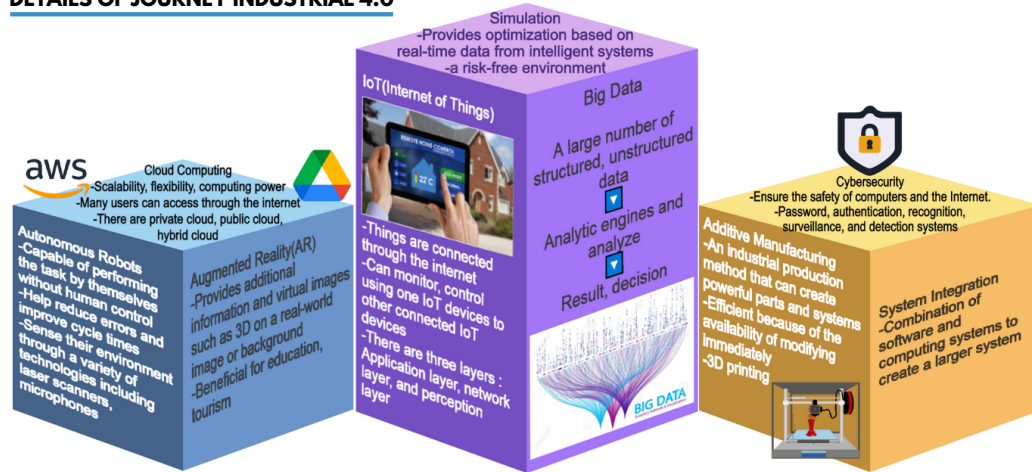 DETAILS OF JOURNEY INDUSTRIAL 4.0
aws
Cloud Computing
-Scalability, flexibility, computing power
-Many users can access through the internet
-There are private cloud, public cloud,
hybrid cloud
Autonomous Robots
-Capable of performing
the task by themselves
without human control
-Help reduce errors and
improve cycle times
-Sense their environment
through a variety of
technologies including
laser scanners,
microphones
Augmented Reality(AR)
-Provides additional
information and virtual images
such as 3D on a real-world
image or background
-Beneficial for education,
tourism
Simulation
-Provides optimization based on
real-time data from intelligent systems
-a risk-free environment
IoT(Internet of Things)
REMOTE HOME CONTROL
22°C
-Things are connected
through the internet
-Can monitor, control
using one IoT devices to
other connected IoT
devices
-There are three layers :
Application layer, network
layer, and perception
layer
Big Data
A large number of
structured, unstructured
data
Analytic engines and
analyze
Result, decision
BIG DATA
Cybersecurity
-Ensure the safety of computers and the Internet.
-Password, authentication, recognition,
surveillance, and detection systems
Additive Manufacturing
-An industrial production
method that can create
powerful parts and systems
-Efficient because of the
availability of modifying
immediately
-3D printing
System Integration
-Combination of
software and
computing systems to
create a larger system